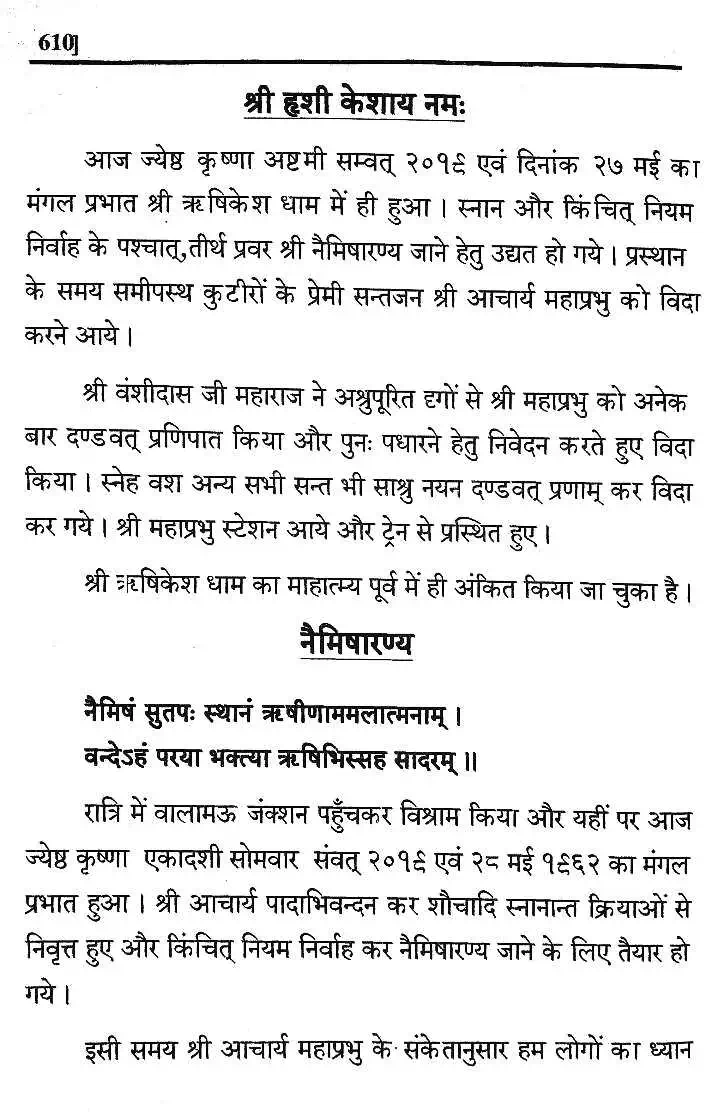 610]
श्री हृशी केशाय नमः
आज ज्येष्ठ कृष्णा अष्टमी सम्वत् २०१९ एवं दिनांक २७ मई का
मंगल प्रभात श्री ऋषिकेश धाम में ही हुआ । स्नान और किंचित् नियम
निर्वाह के पश्चात्,तीर्थ प्रवर श्री नैमिषारण्य जाने हेतु उद्यत हो गये । प्रस्थान
के समय समीपस्थ कुटीरों के प्रेमी सन्तजन श्री आचार्य महाप्रभु को विदा
करने आये ।
श्री वंशीदास जी महाराज ने अश्रुपूरित दृगों से श्री महाप्रभु को अनेक
बार दण्डवत् प्रणिपात किया और पुनः पधारने हेतु निवेदन करते हुए विदा
किया । स्नेह वश अन्य सभी सन्त भी साश्रु नयन दण्डवत् प्रणाम् कर विदा
कर गये । श्री महाप्रभु स्टेशन आये और ट्रेन से प्रस्थित हुए ।
श्री ऋषिकेश धाम का माहात्म्य पूर्व में ही अंकित किया जा चुका है ।
नैमिषारण्य
नैमिषं सुतपः स्थानं ऋषीणाममलात्मनाम् ।
वन्देऽहं परया भक्त्या ऋषिभिस्सह सादरम् ॥
रात्रि में वालामऊ जंक्शन पहुँचकर विश्राम किया और यहीं पर आज
ज्येष्ठ कृष्णा एकादशी सोमवार संवत् २०१९ एवं २८ मई १९६२ का मंगल
प्रभात हुआ । श्री आचार्य पादाभिवन्दन कर शौचादि स्नानान्त क्रियाओं से
निवृत्त हुए और किंचित् नियम निर्वाह कर नैमिषारण्य जाने के लिए तैयार हो
गये ।
इसी समय श्री आचार्य महाप्रभु के संकेतानुसार हम लोगों का ध्यान